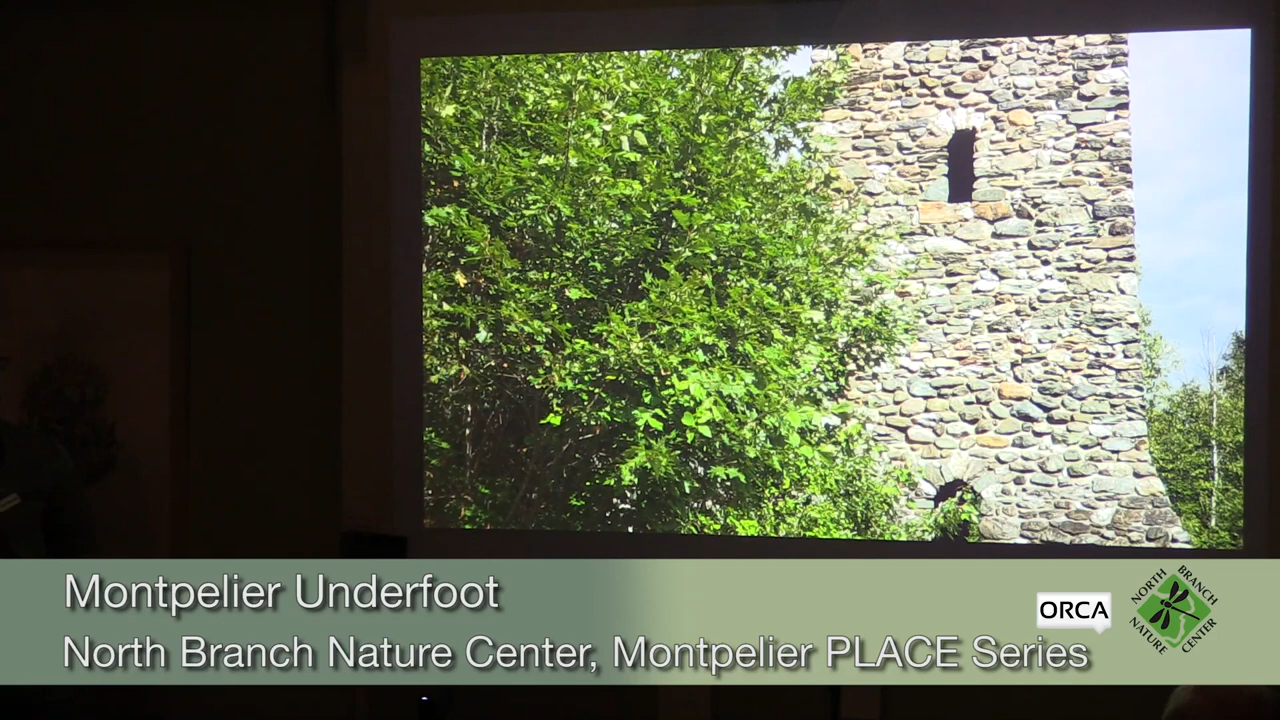 Montpelier Underfoot
North Branch Nature Center, Montpelier PLACE Series
ORCA
NORTH BRANCH
NATURE CENTER